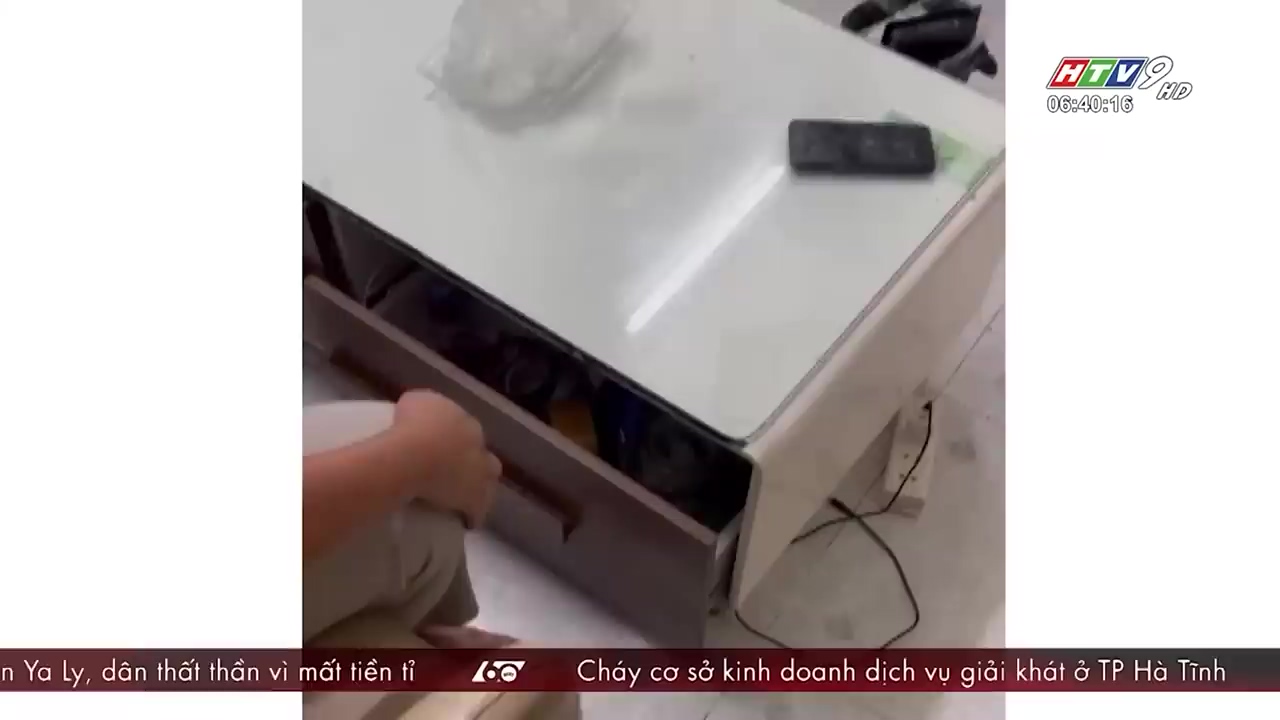 HTV9 HD
06:40:16
n Ya Ly, dân thất thần vì mất tiền tỉ 60 Cháy cơ sở kinh doanh dịch vụ giải khát ở TP Hà Tĩnh